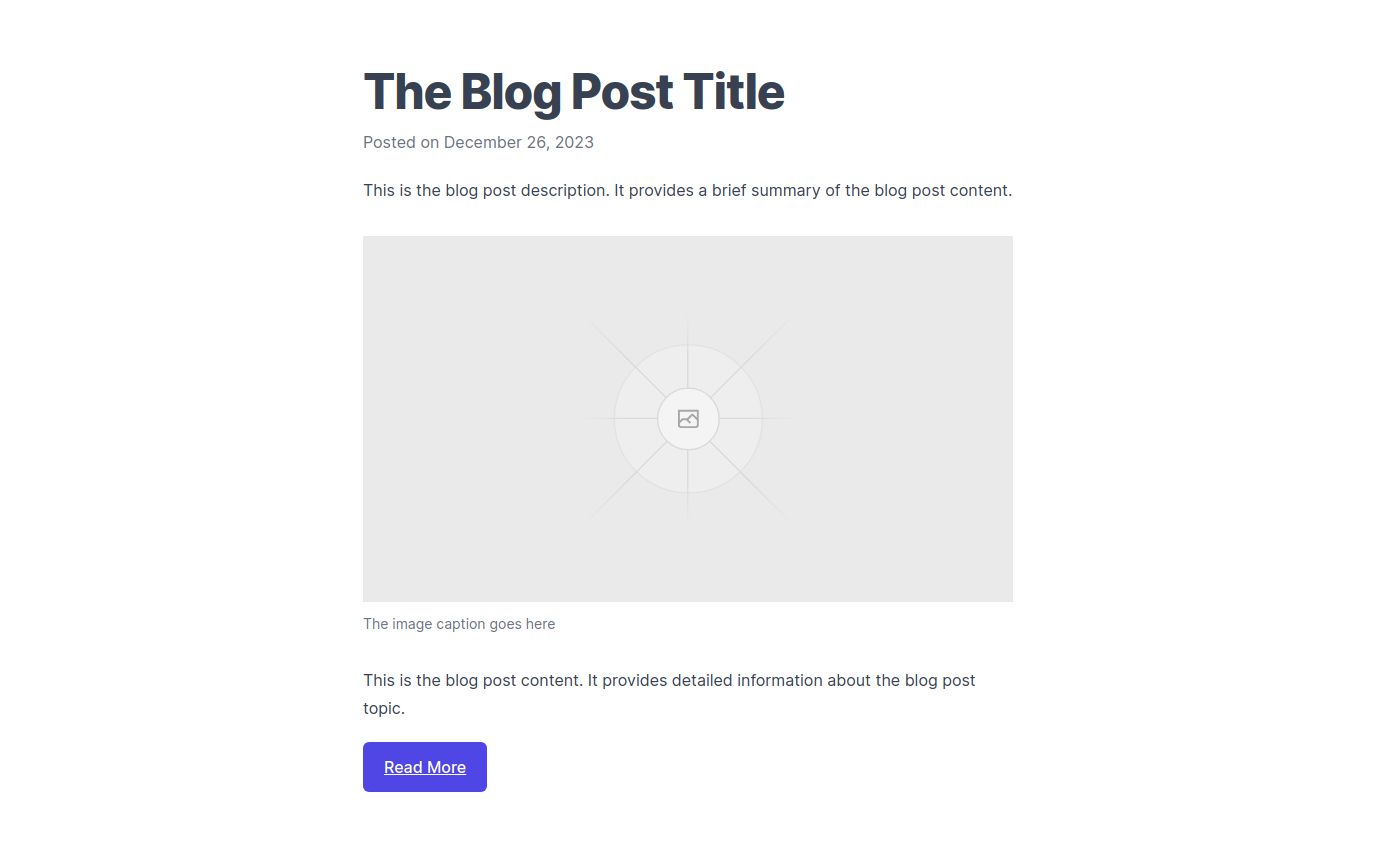 The Blog Post Title
Posted on December 26, 2023
This is the blog post description. It provides a brief summary of the blog post content.
The image caption goes here
This is the blog post content. It provides detailed information about the blog post
topic.
Read More